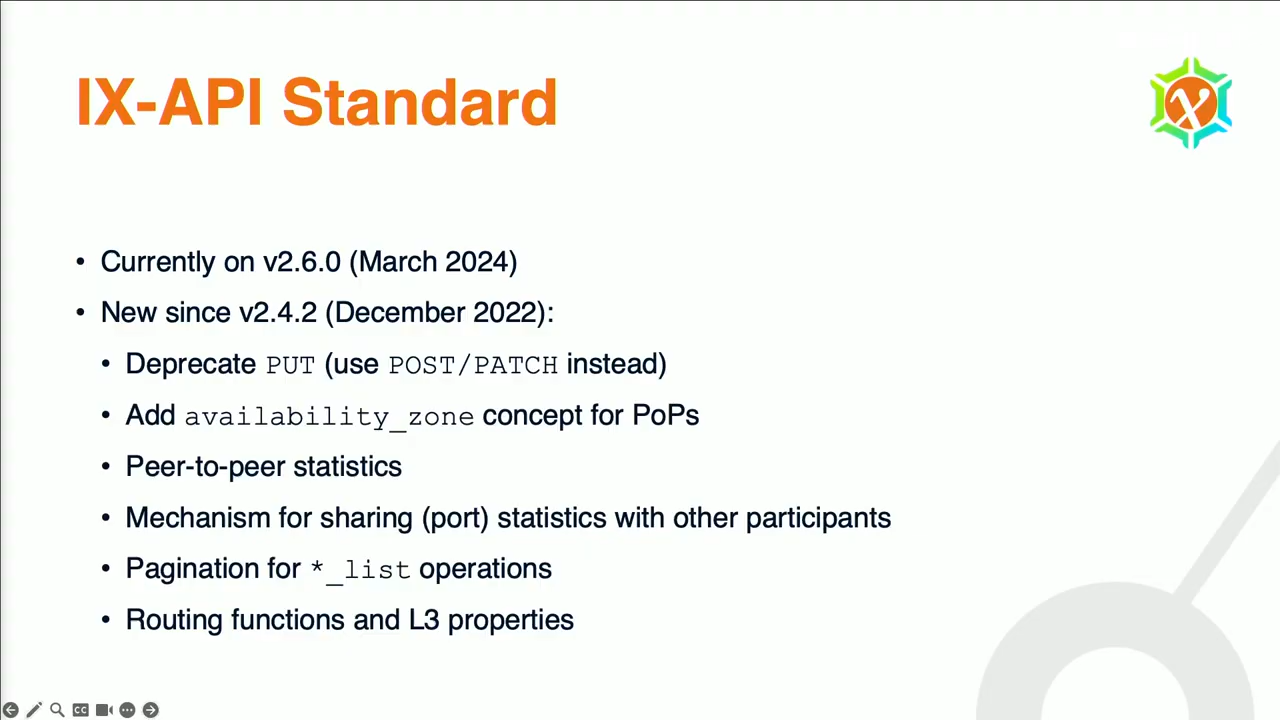 IX-API Standard
• Currently on v2.6.0 (March 2024)
• New since v2.4.2 (December 2022):
• Deprecate PUT (use POST/PATCH instead)
• Add availability_zone concept for PoPs
• Peer-to-peer statistics
• Mechanism for sharing (port) statistics with other participants
• Pagination for *_list operations
• Routing functions and L3 properties
CC